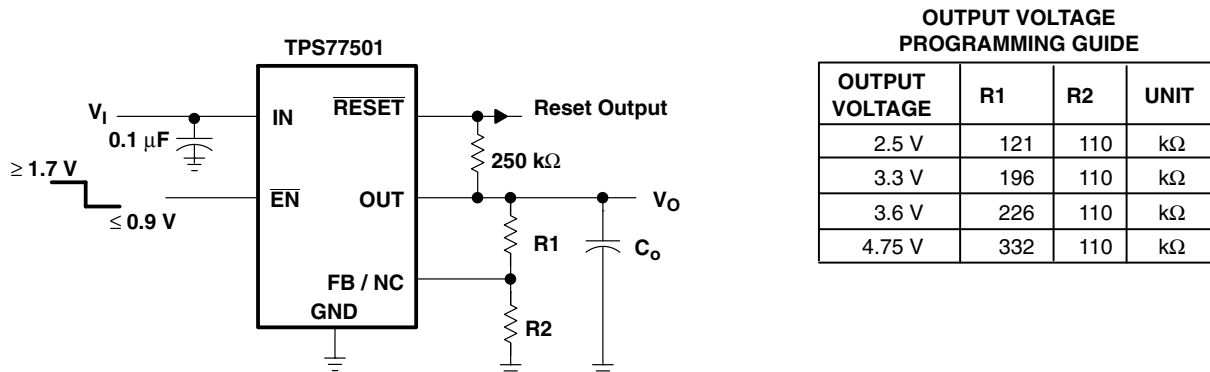 TPS77501
V_I
0.1 µF
IN
RESET
Reset Output
250 kΩ
≥ 1.7 V
≤ 0.9 V
EN
OUT
V_O
R1
C_o
FB / NC
GND
R2
OUTPUT VOLTAGE
PROGRAMMING GUIDE
OUTPUT VOLTAGE R1 R2 UNIT
2.5 V 121 110 kΩ
3.3 V 196 110 kΩ
3.6 V 226 110 kΩ
4.75 V 332 110 kΩ